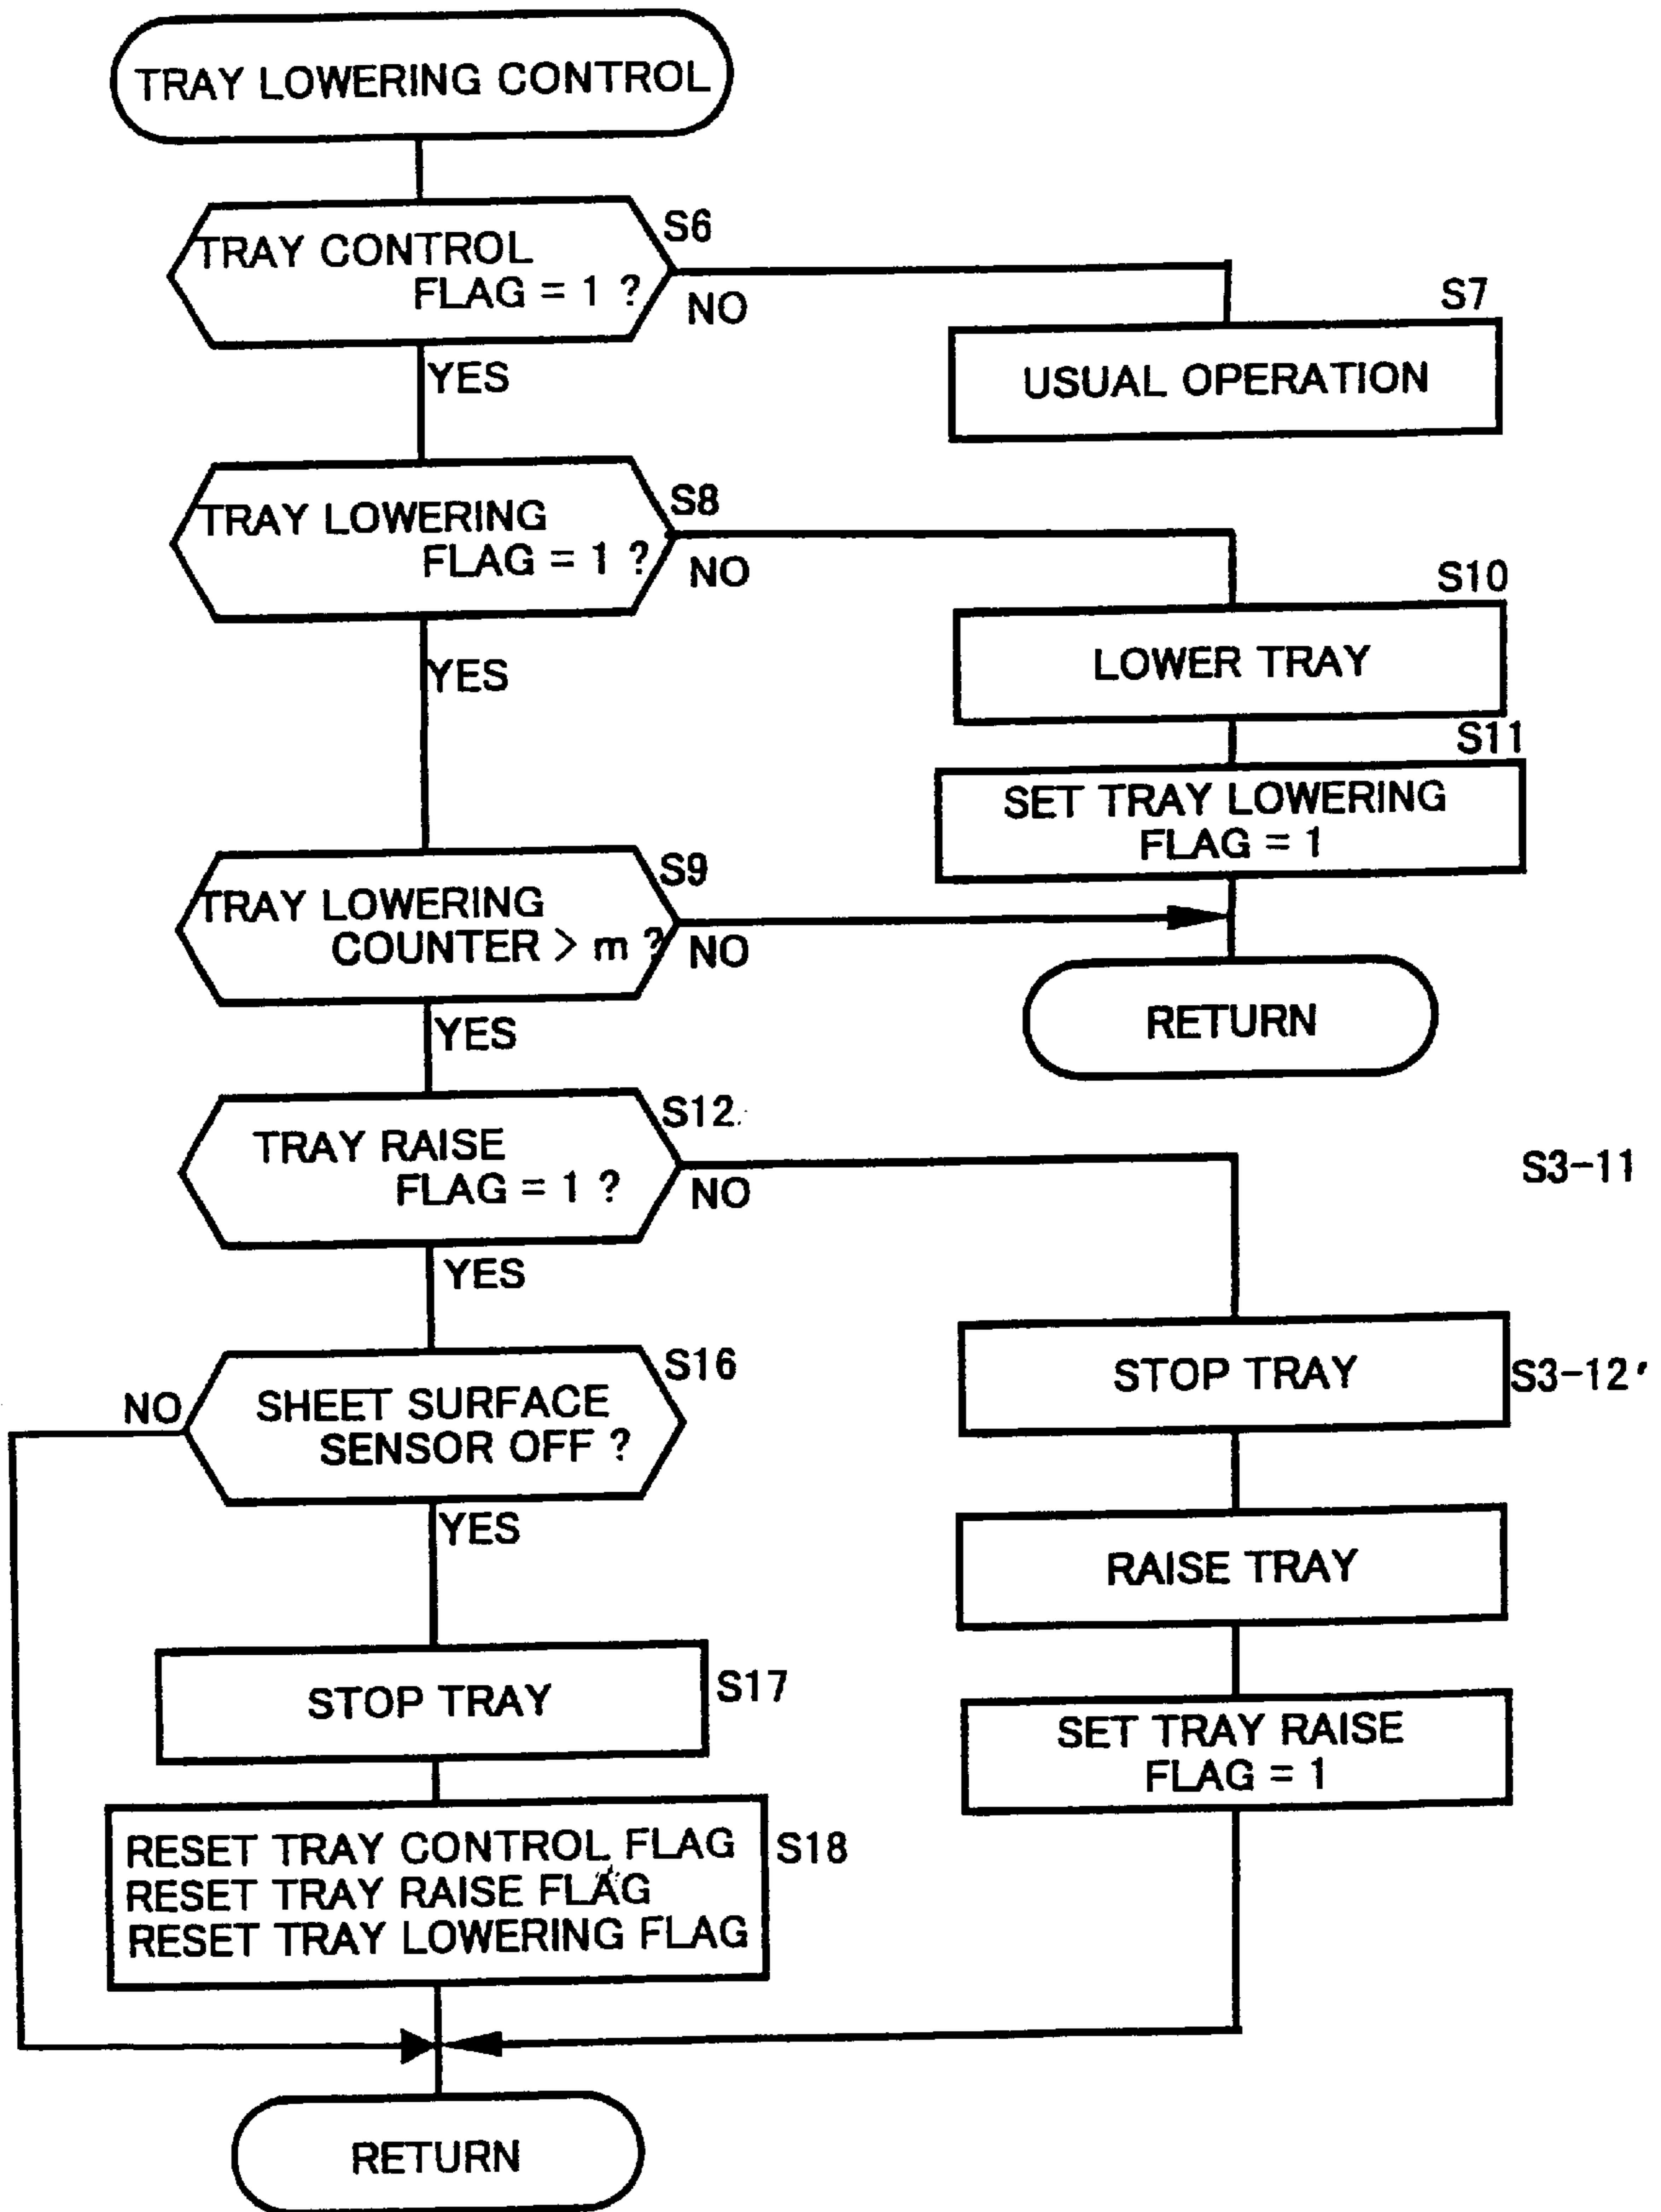 TRAY LOWERING CONTROL
TRAY CONTROL
FLAG = 1 ?
S6
NO
YES
S7
USUAL OPERATION
TRAY LOWERING
FLAG = 1 ?
S8
NO
YES
S10
LOWER TRAY
S11
SET TRAY LOWERING
FLAG = 1
TRAY LOWERING
COUNTER > m ?
S9
NO
YES
RETURN
TRAY RAISE
FLAG = 1 ?
S12
NO
YES
S3-11
STOP TRAY
S3-12'
SHEET SURFACE
SENSOR OFF ?
S16
NO
YES
RAISE TRAY
STOP TRAY
S17
SET TRAY RAISE
FLAG = 1
RESET TRAY CONTROL FLAG
RESET TRAY RAISE FLAG
RESET TRAY LOWERING FLAG
S18
RETURN